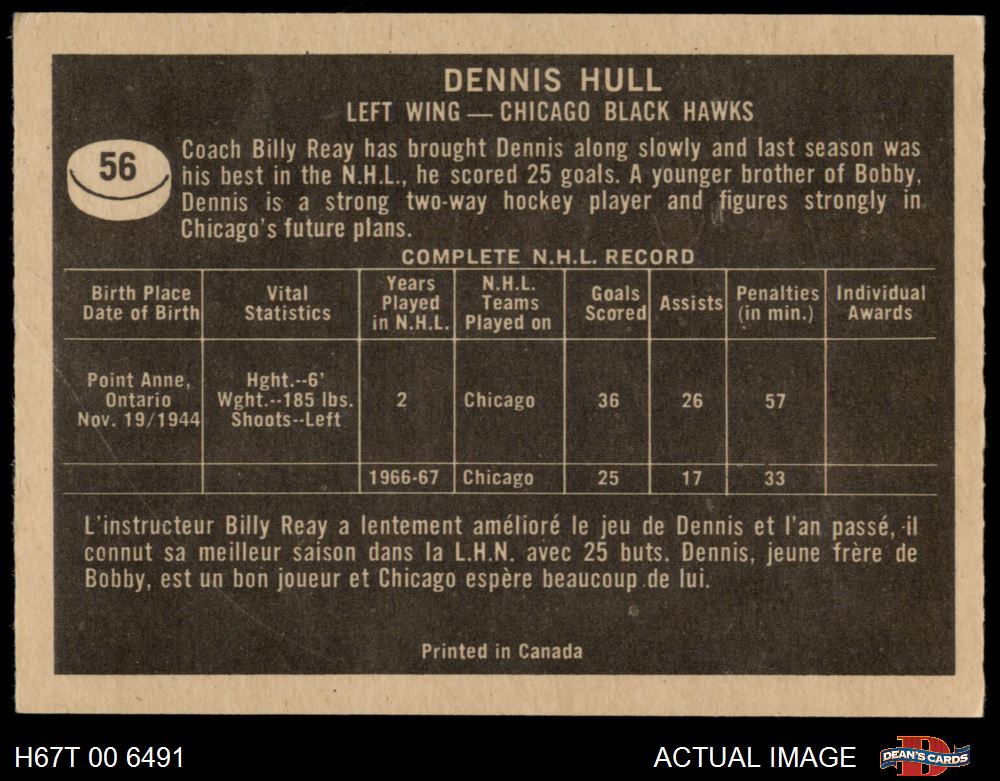 DENNIS HULL
LEFT WING — CHICAGO BLACK HAWKS
56
Coach Billy Reay has brought Dennis along slowly and last season was
his best in the N.H.L., he scored 25 goals. A younger brother of Bobby,
Dennis is a strong two-way hockey player and figures strongly in
Chicago's future plans.
COMPLETE N.H.L. RECORD
Birth Place
Date of Birth
Vital
Statistics
Years
Played
in N.H.L.
N.H.L.
Teams
Played on
Goals
Scored
Assists
Penalties
(in min.)
Individual
Awards
Point Anne,
Ontario
Nov. 19/1944
Hght.--6'
Wght.--185 lbs.
Shoots--Left
2
Chicago
36
26
57
1966-67
Chicago
25
17
33
L'instructeur Billy Reay a lentement amélioré le jeu de Dennis et l'an passé, il
connut sa meilleur saison dans la L.H.N. avec 25 buts. Dennis, jeune frère de
Bobby, est un bon joueur et Chicago espère beaucoup de lui.
Printed in Canada
H67T 00 6491
ACTUAL IMAGE
DEAN'S CARDS